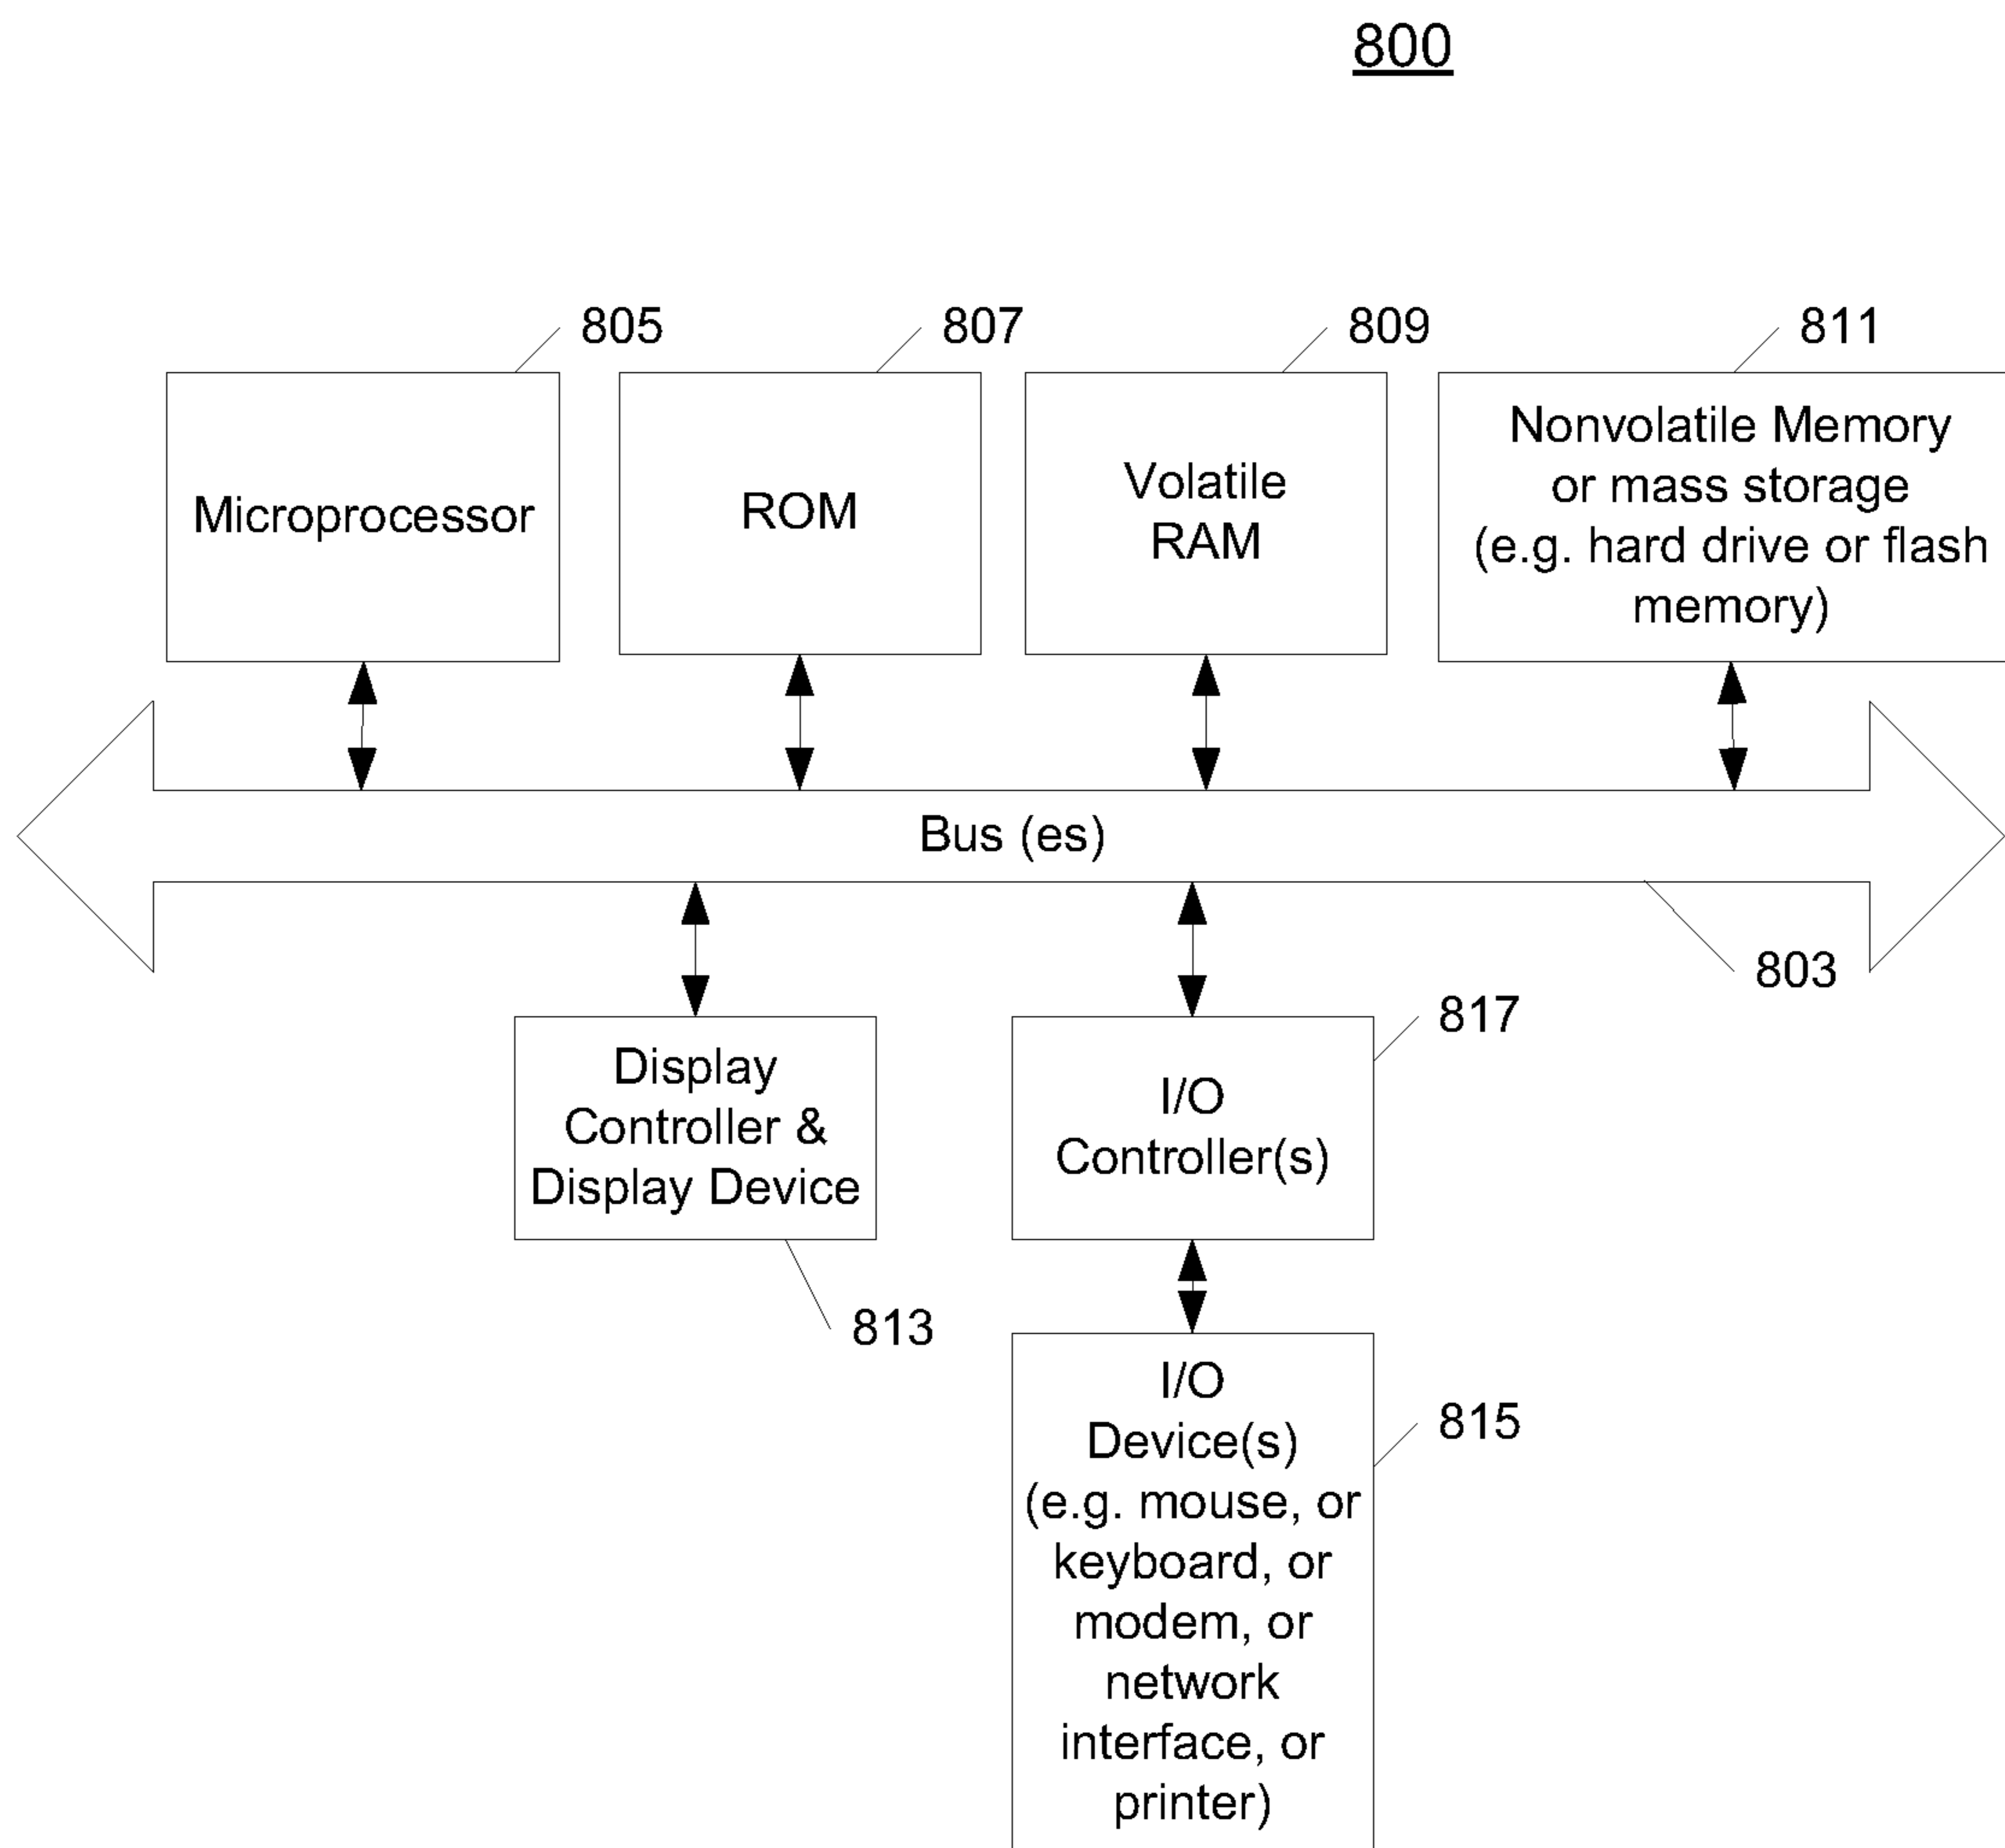 800
805
807
809
811
Microprocessor
ROM
Volatile
RAM
Nonvolatile Memory
or mass storage
(e.g. hard drive or flash
memory)
Bus (es)
803
817
Display
Controller &
Display Device
I/O
Controller(s)
813
I/O
Device(s)
(e.g. mouse, or
keyboard, or
modem, or
network
interface, or
printer)
815